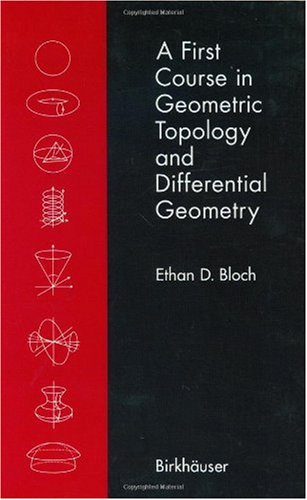 A First
Course in
Geometric
Topology
and
Differential
Geometry
Ethan D. Bloch
Birkhäuser